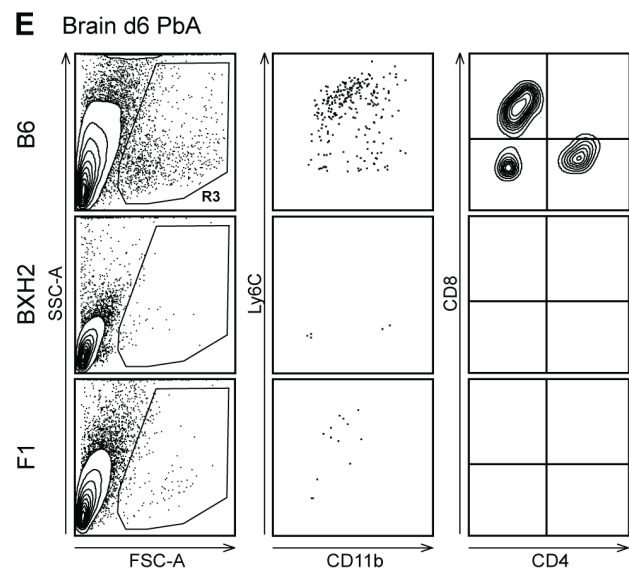 E Brain d6 PbA
B6
R3
BXH2
SSC-A
Ly6C
CD8
F1
FSC-A
CD11b
CD4